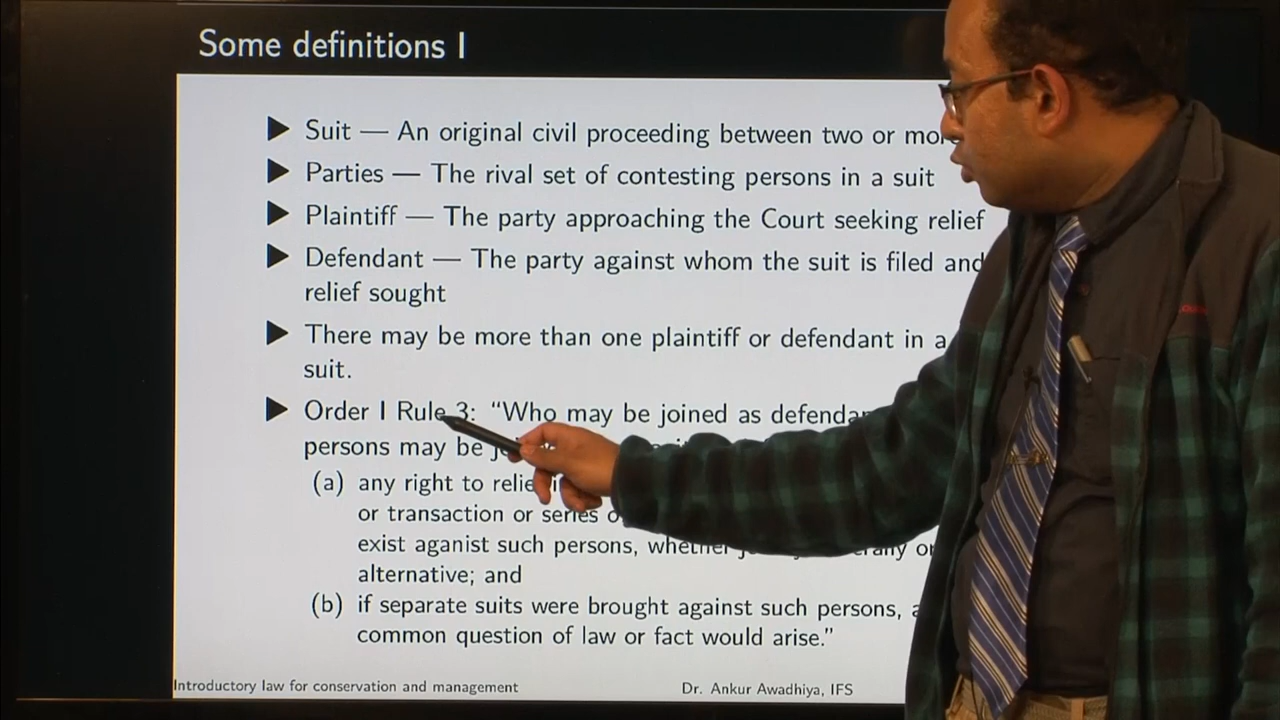 Some definitions I
▶ Suit — An original civil proceeding between two or
▶ Parties — The rival set of contesting persons in a suit
▶ Plaintiff — The party approaching the Court seeking relief
▶ Defendant — The party against whom the suit is filed and
relief sought
▶ There may be more than one plaintiff or defendant in a
suit.
▶ Order I Rule 3: “Who may be joined as
persons may be
(a) any right to
or transaction or series
exist aganist such persons, whether
alternative; and
(b) if separate suits were brought against such persons,
common question of law or fact would arise.”
Introductory law for conservation and management
Dr. Ankur Awadhiya, IFS